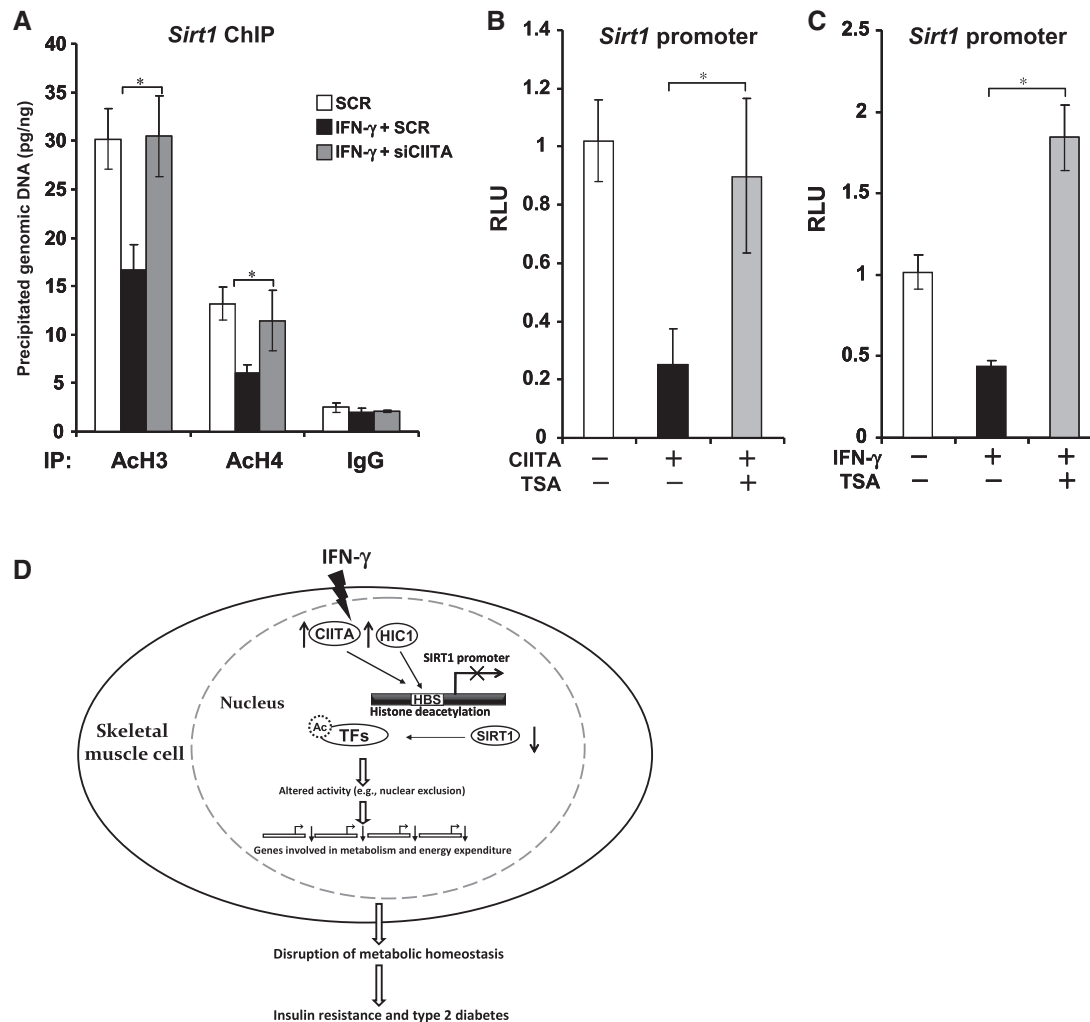 A
Sirt1 ChIP
Precipitated genomic DNA (pg/ng)
40
35
30
25
20
15
10
5
0
*
*
SCR
IFN-γ + SCR
IFN-γ + siCIITA
IP: AcH3 AcH4 IgG
B
Sirt1 promoter
RLU
1.4
1.2
1
0.8
0.6
0.4
0.2
0
*
CIITA − + +
TSA − − +
C
Sirt1 promoter
RLU
2.5
2
1.5
1
0.5
0
*
IFN-γ − + +
TSA − − +
D
IFN-γ
CIITA HIC1
SIRT1 promoter
HBS
Histone deacetylation
Nucleus
Skeletal
muscle cell
Ac
TFs
SIRT1
Altered activity (e.g., nuclear exclusion)
Genes involved in metabolism and energy expenditure
Disruption of metabolic homeostasis
Insulin resistance and type 2 diabetes